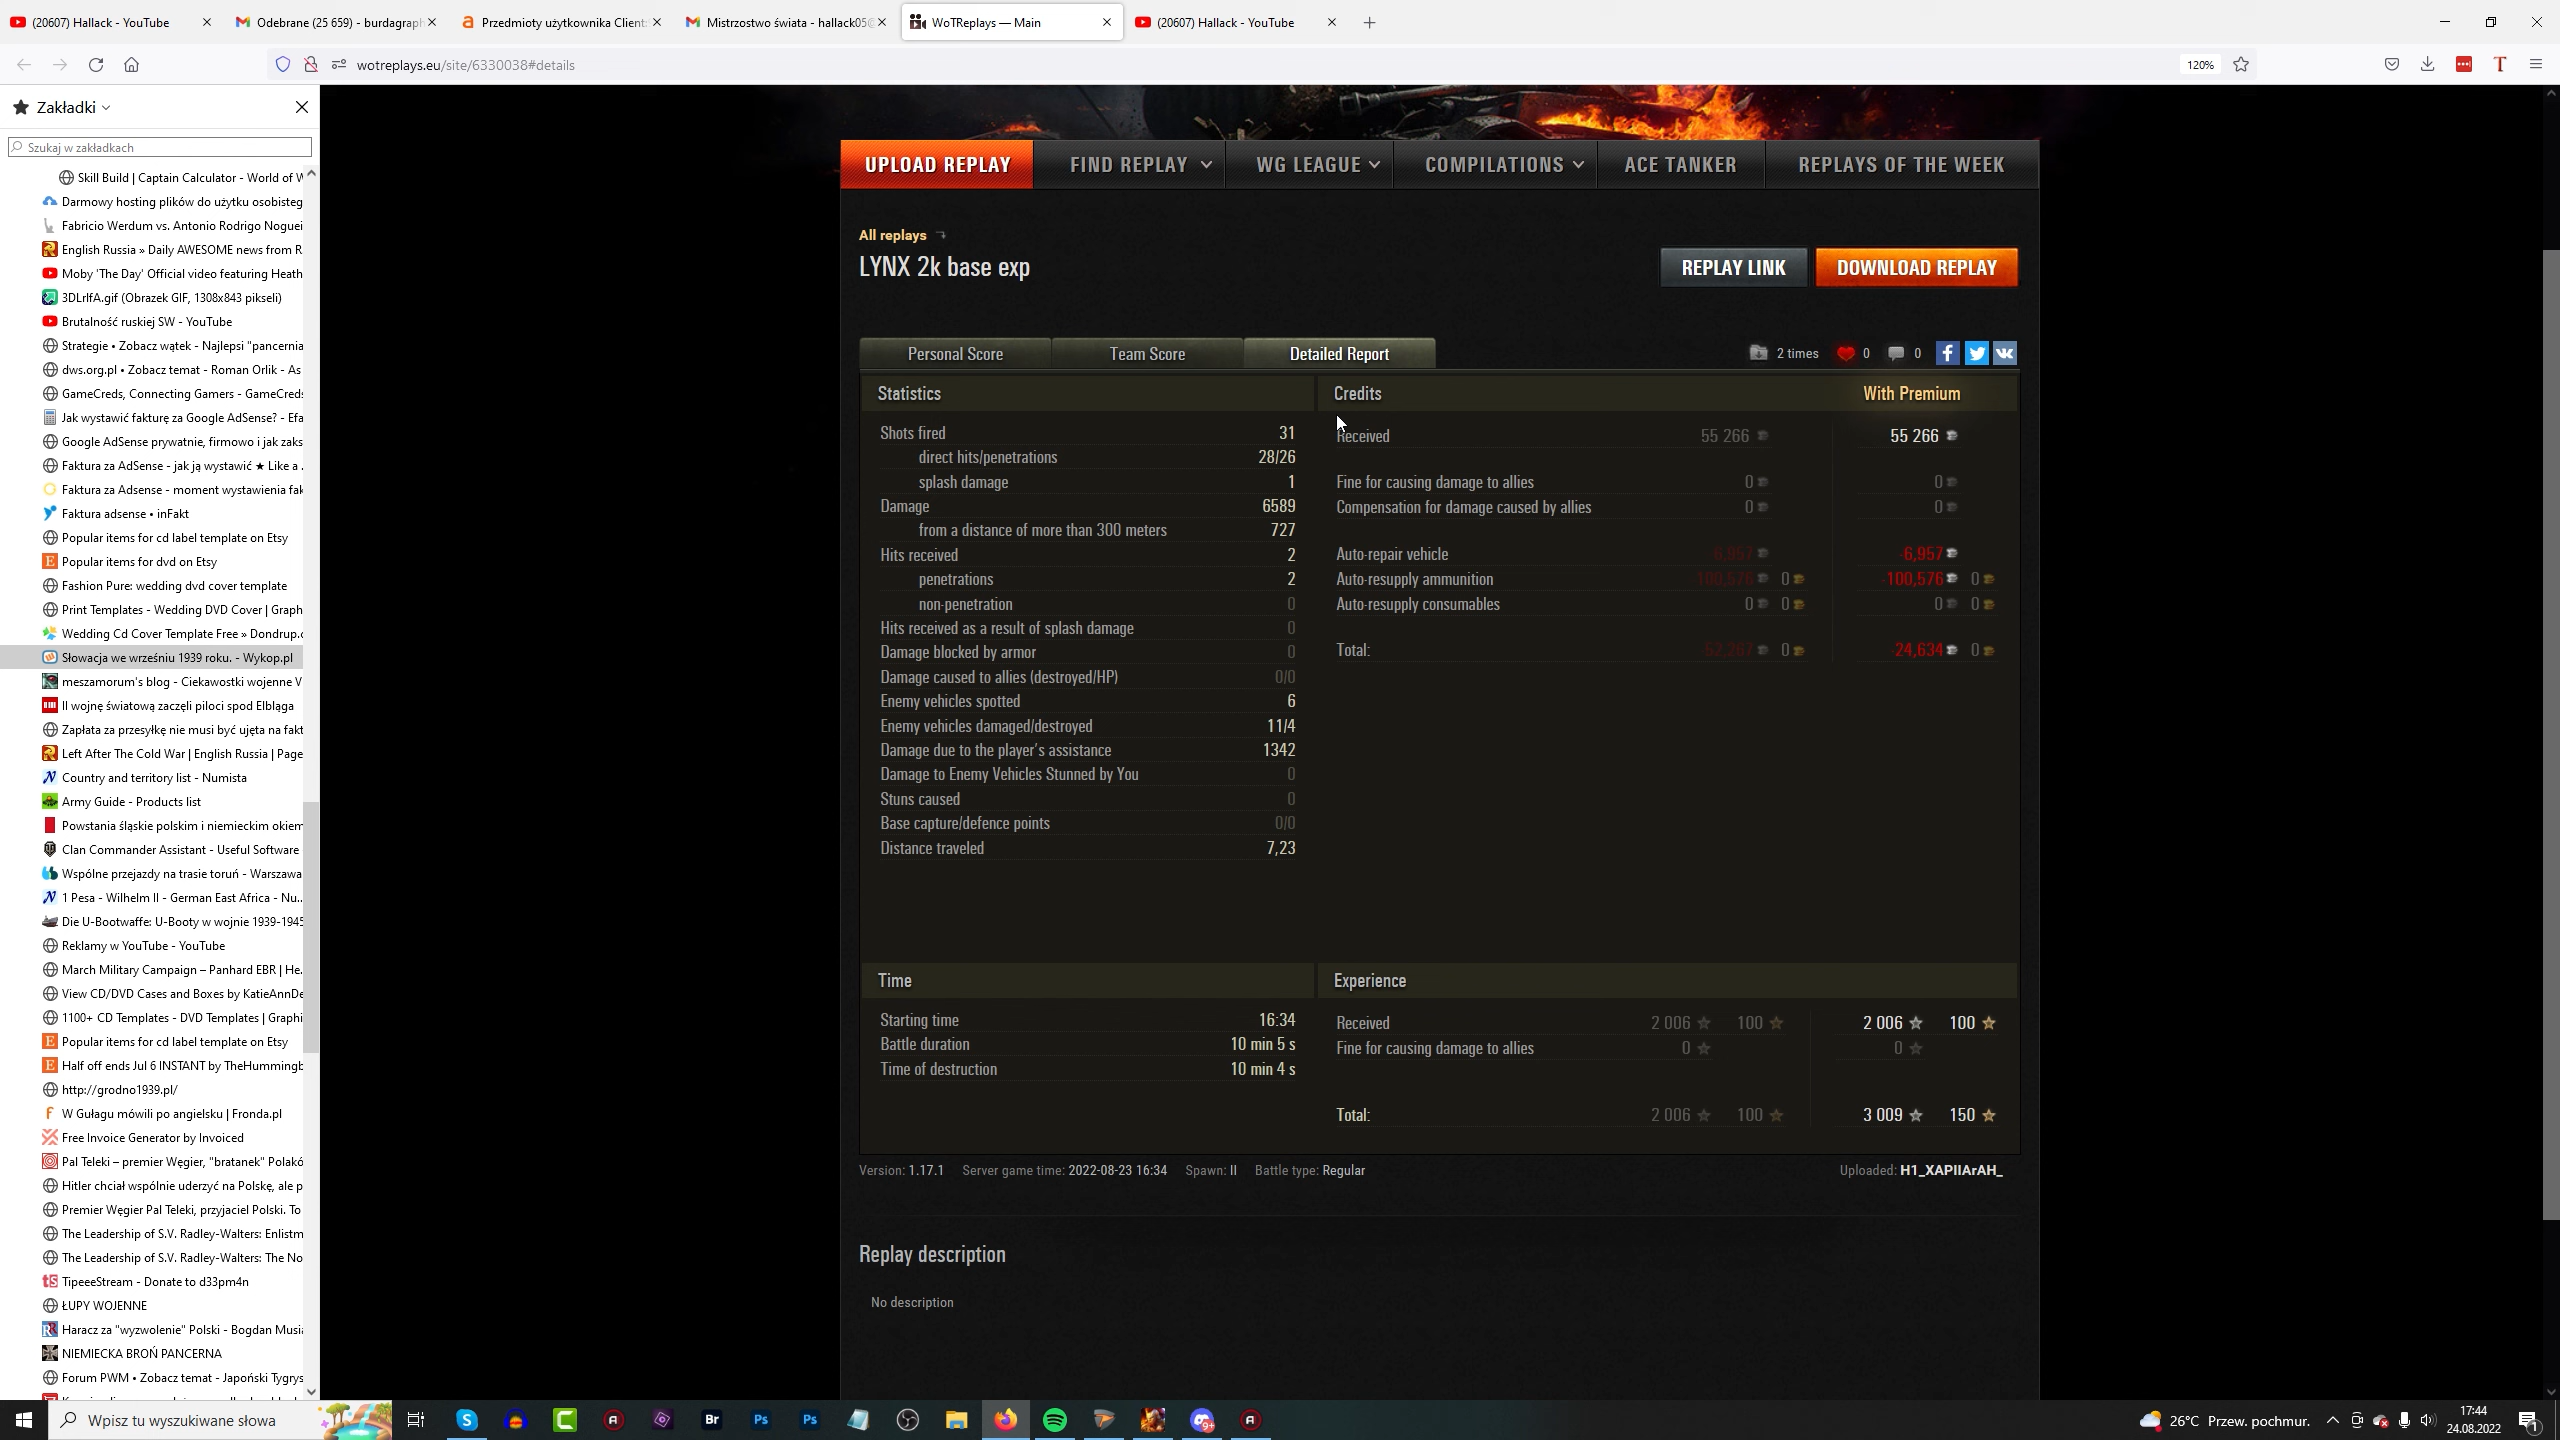 (20607) Hallack - YouTube
Odebrane (25 659) - burdagraph
Przedmioty użytkownika Client:
Mistrzostwo świata - hallack05@
WoTReplays — Main
(20607) Hallack - YouTube
wotreplays.eu/site/6330038#details
120%
Zakładki
Szukaj w zakładkach
Skill Build | Captain Calculator - World of W
Darmowy hosting plików do użytku osobisteg
Fabricio Werdum vs. Antonio Rodrigo Noguei
English Russia » Daily AWESOME news from R
Moby 'The Day' Official video featuring Heath
3DLrIfA.gif (Obrazek GIF, 1308x843 pikseli)
Brutalność ruskiej SW - YouTube
Strategie • Zobacz wątek - Najlepsi "pancernia
dws.org.pl • Zobacz temat - Roman Orlik - As
GameCreds, Connecting Gamers - GameCreds
Jak wystawić fakturę za Google AdSense? - Efa
Google AdSense prywatnie, firmowo i jak zaks
Faktura za AdSense - jak ją wystawić ★ Like a .
Faktura za Adsense - moment wystawienia fak
Faktura adsense • inFakt
Popular items for cd label template on Etsy
Popular items for dvd on Etsy
Fashion Pure: wedding dvd cover template
Print Templates - Wedding DVD Cover | Graph
Wedding Cd Cover Template Free » Dondrup.c
Słowacja we wrześniu 1939 roku. - Wykop.pl
meszamorum's blog - Ciekawostki wojenne V
II wojnę światową zaczęli piloci spod Elbląga
Zapłata za przesyłkę nie musi być ujęta na fakt
Left After The Cold War | English Russia | Page
Country and territory list - Numista
Army Guide - Products list
Powstania śląskie polskim i niemieckim okiem
Clan Commander Assistant - Useful Software
Wspólne przejazdy na trasie toruń - Warszawa
1 Pesa - Wilhelm II - German East Africa - Nu...
Die U-Bootwaffe: U-Booty w wojnie 1939-1945
Reklamy w YouTube - YouTube
March Military Campaign – Panhard EBR | He.
View CD/DVD Cases and Boxes by KatieAnnDe
1100+ CD Templates - DVD Templates | Graphi
Popular items for cd label template on Etsy
Half off ends Jul 6 INSTANT by TheHummingb
http://grodno1939.pl/
W Gułagu mówili po angielsku | Fronda.pl
Free Invoice Generator by Invoiced
Pal Teleki – premier Węgier, "bratanek" Polakó
Hitler chciał wspólnie uderzyć na Polskę, ale p
Premier Węgier Pal Teleki, przyjaciel Polski. To
The Leadership of S.V. Radley-Walters: Enlistm
The Leadership of S.V. Radley-Walters: The No
TipeeeStream - Donate to d33pm4n
ŁUPY WOJENNE
Haracz za "wyzwolenie" Polski - Bogdan Musia
NIEMIECKA BROŃ PANCERNA
Forum PWM • Zobacz temat - Japoński Tygrys
UPLOAD REPLAY
FIND REPLAY
WG LEAGUE
COMPILATIONS
ACE TANKER
REPLAYS OF THE WEEK
All replays
LYNX 2k base exp
REPLAY LINK
DOWNLOAD REPLAY
Personal Score
Team Score
Detailed Report
2 times
0
0
Statistics
Shots fired 31
direct hits/penetrations 28/26
splash damage 1
Damage 6589
from a distance of more than 300 meters 727
Hits received 2
penetrations 2
non-penetration 0
Hits received as a result of splash damage 0
Damage blocked by armor 0
Damage caused to allies (destroyed/HP) 0/0
Enemy vehicles spotted 6
Enemy vehicles damaged/destroyed 11/4
Damage due to the player's assistance 1342
Damage to Enemy Vehicles Stunned by You 0
Stuns caused 0
Base capture/defence points 0/0
Distance traveled 7,23
Credits With Premium
Received 55 266 55 266
Fine for causing damage to allies 0 0
Compensation for damage caused by allies 0 0
Auto-repair vehicle -6,957 -6,957
Auto-resupply ammunition -100,576 0 -100,576 0
Auto-resupply consumables 0 0 0 0
Total: -52,267 0 -24,634 0
Time
Starting time 16:34
Battle duration 10 min 5 s
Time of destruction 10 min 4 s
Experience
Received 2 006 100 2 006 100
Fine for causing damage to allies 0 0
Total: 2 006 100 3 009 150
Version: 1.17.1 Server game time: 2022-08-23 16:34 Spawn: II Battle type: Regular
Uploaded: H1_XAPIIArAH_
Replay description
No description
Wpisz tu wyszukiwane słowa
Br
Ps
Ps
26°C Przew. pochmur.
17:44
24.08.2022
1